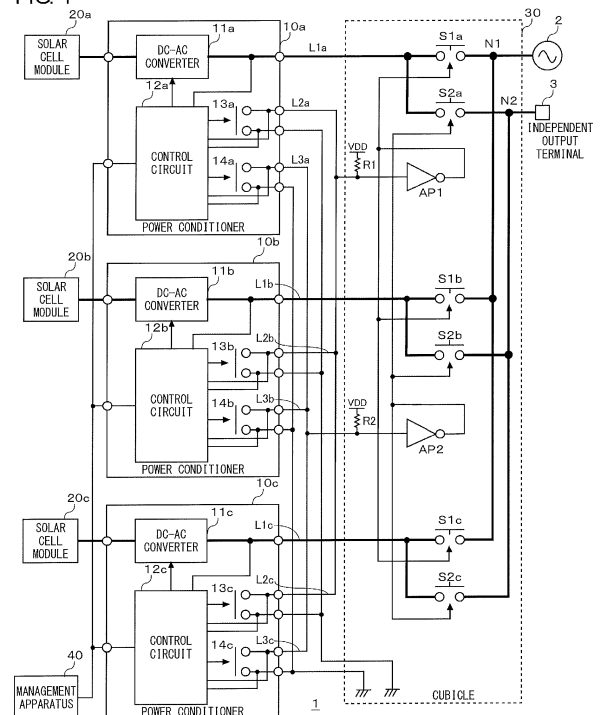 FIG. 1
20a
SOLAR CELL MODULE
10a
11a
DC-AC CONVERTER
12a
CONTROL CIRCUIT
13a
14a
POWER CONDITIONER
L1a
L2a
L3a
30
2
S1a
N1
S2a
N2
3
INDEPENDENT OUTPUT TERMINAL
VDD
R1
AP1
20b
SOLAR CELL MODULE
10b
11b
DC-AC CONVERTER
12b
CONTROL CIRCUIT
13b
14b
POWER CONDITIONER
L1b
L2b
L3b
S1b
S2b
VDD
R2
AP2
20c
SOLAR CELL MODULE
10c
11c
DC-AC CONVERTER
12c
CONTROL CIRCUIT
13c
14c
POWER CONDITIONER
L1c
L2c
L3c
S1c
S2c
40
MANAGEMENT APPARATUS
1
CUBICLE